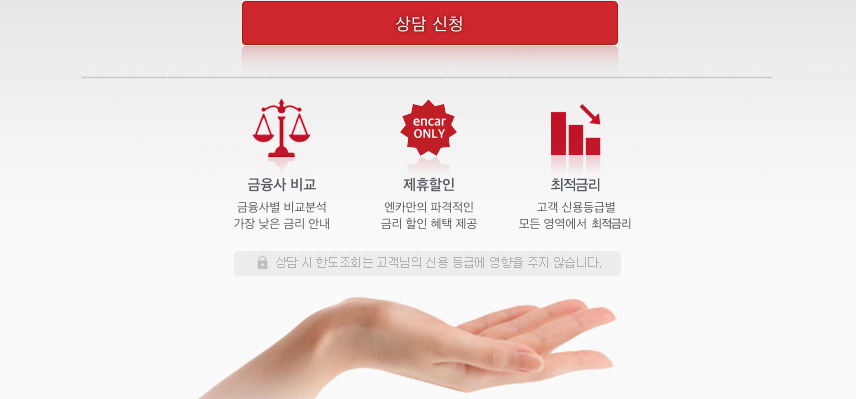 상담 신청
encar
ONLY
금융사 비교
제휴할인
최적금리
금융사별 비교분석
가장 낮은 금리 안내
엔카만의 파격적인
금리 할인 혜택 제공
고객 신용등급별
모든 영역에서 최적금리
상담 시 한도조회는 고객님의 신용 등급에 영향을 주지 않습니다.